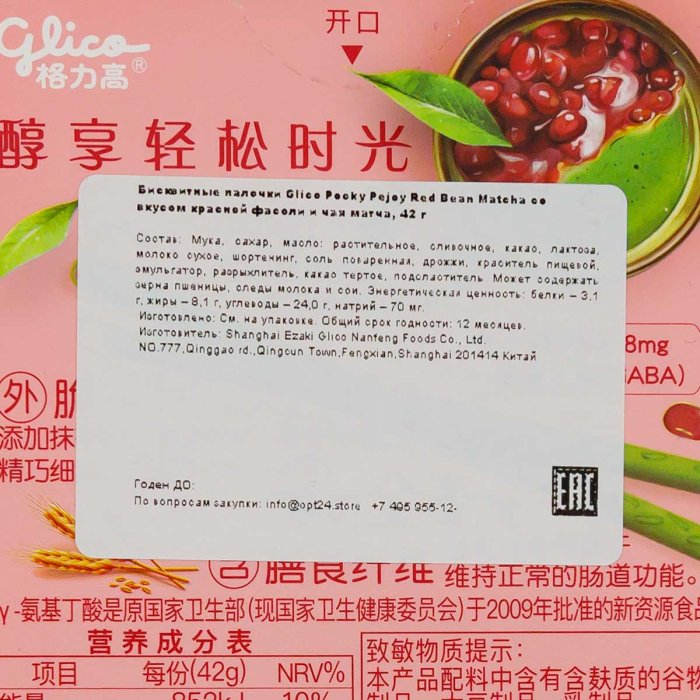 Glico
格力高®
开口
醇享轻松时光
Бисквитные палочки Glico Pocky Pejoy Red Bean Matcha со
вкусом красной фасоли и чая матча, 42 г
Состав: Мука, сахар, масло: растительное, сливочное, какао, лактоза,
молоко сухое, шортенинг, соль поваренная, дрожжи, краситель пищевой,
эмульгатор, разрыхлитель, какао тертое, подсластитель. Может содержать
зерна пшеницы, следы молока и сои. Энергетическая ценность: белки – 3,1
г, жиры – 8,1 г, углеводы – 24,0 г, натрий – 70 мг.
Изготовлено: См. на упаковке. Общий срок годности: 12 месяцев.
Изготовитель: Shanghai Ezaki Glico Nanfeng Foods Co., Ltd.
NO.777,Qinggao rd.,Qingcun Town,Fengxian,Shanghai 201414 Китай
8mg
GABA)
外脆
添加抹
精巧细
Годен ДО:
По вопросам закупки: info@opt24.store +7 495 955-12-
EAC
含膳食纤维 维持正常的肠道功能。
γ-氨基丁酸是原国家卫生部(现国家卫生健康委员会)于2009年批准的新资源食品
营养成分表
项目 每份(42g) NRV%
能量 852kJ 10%
致敏物质提示:
本产品配料中含有含麸质的谷物